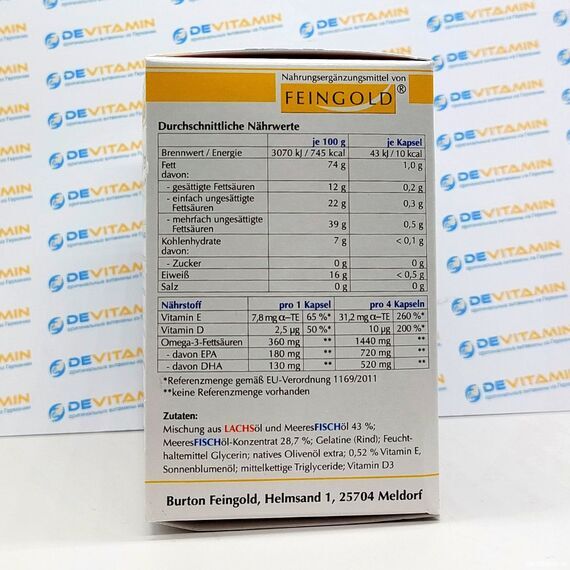 Nahrungsergänzungsmittel von
FEINGOLD®
Durchschnittliche Nährwerte
je 100 g je Kapsel
Brennwert / Energie 3070 kJ / 745 kcal 43 kJ / 10 kcal
Fett 74 g 1,0 g
davon:
- gesättigte Fettsäuren 12 g 0,2 g
- einfach ungesättigte 22 g 0,3 g
Fettsäuren
- mehrfach ungesättigte 39 g 0,5 g
Fettsäuren
Kohlenhydrate 7 g < 0,1 g
davon:
- Zucker 0 g 0 g
Eiweiß 16 g < 0,5 g
Salz 0 g 0 g
Nährstoff pro 1 Kapsel pro 4 Kapseln
Vitamin E 7,8 mg α–TE 65 %* 31,2 mg α–TE 260 %*
Vitamin D 2,5 µg 50 %* 10 µg 200 %*
Omega-3-Fettsäuren 360 mg ** 1440 mg **
- davon EPA 180 mg ** 720 mg **
- davon DHA 130 mg ** 520 mg **
*Referenzmenge gemäß EU-Verordnung 1169/2011
**keine Referenzmenge vorhanden
Zutaten:
Mischung aus LACHSöl und MeeresFISCHöl 43 %;
MeeresFISCHöl-Konzentrat 28,7 %; Gelatine (Rind); Feucht-
haltemittel Glycerin; natives Olivenöl extra; 0,52 % Vitamin E,
Sonnenblumenöl; mittelkettige Triglyceride; Vitamin D3
Burton Feingold, Helmsand 1, 25704 Meldorf
DEVITAMIN
оригинальные витамины из Германии